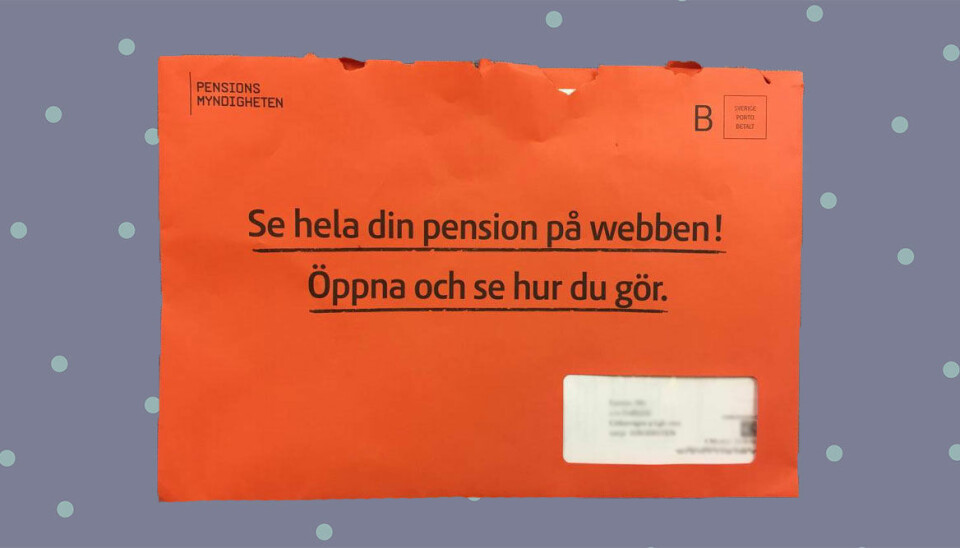 PENSIONS
MYNDIGHETEN
B
SVERIGE
PORTO
BETALT
Se hela din pension på webben!
Öppna och se hur du gör.